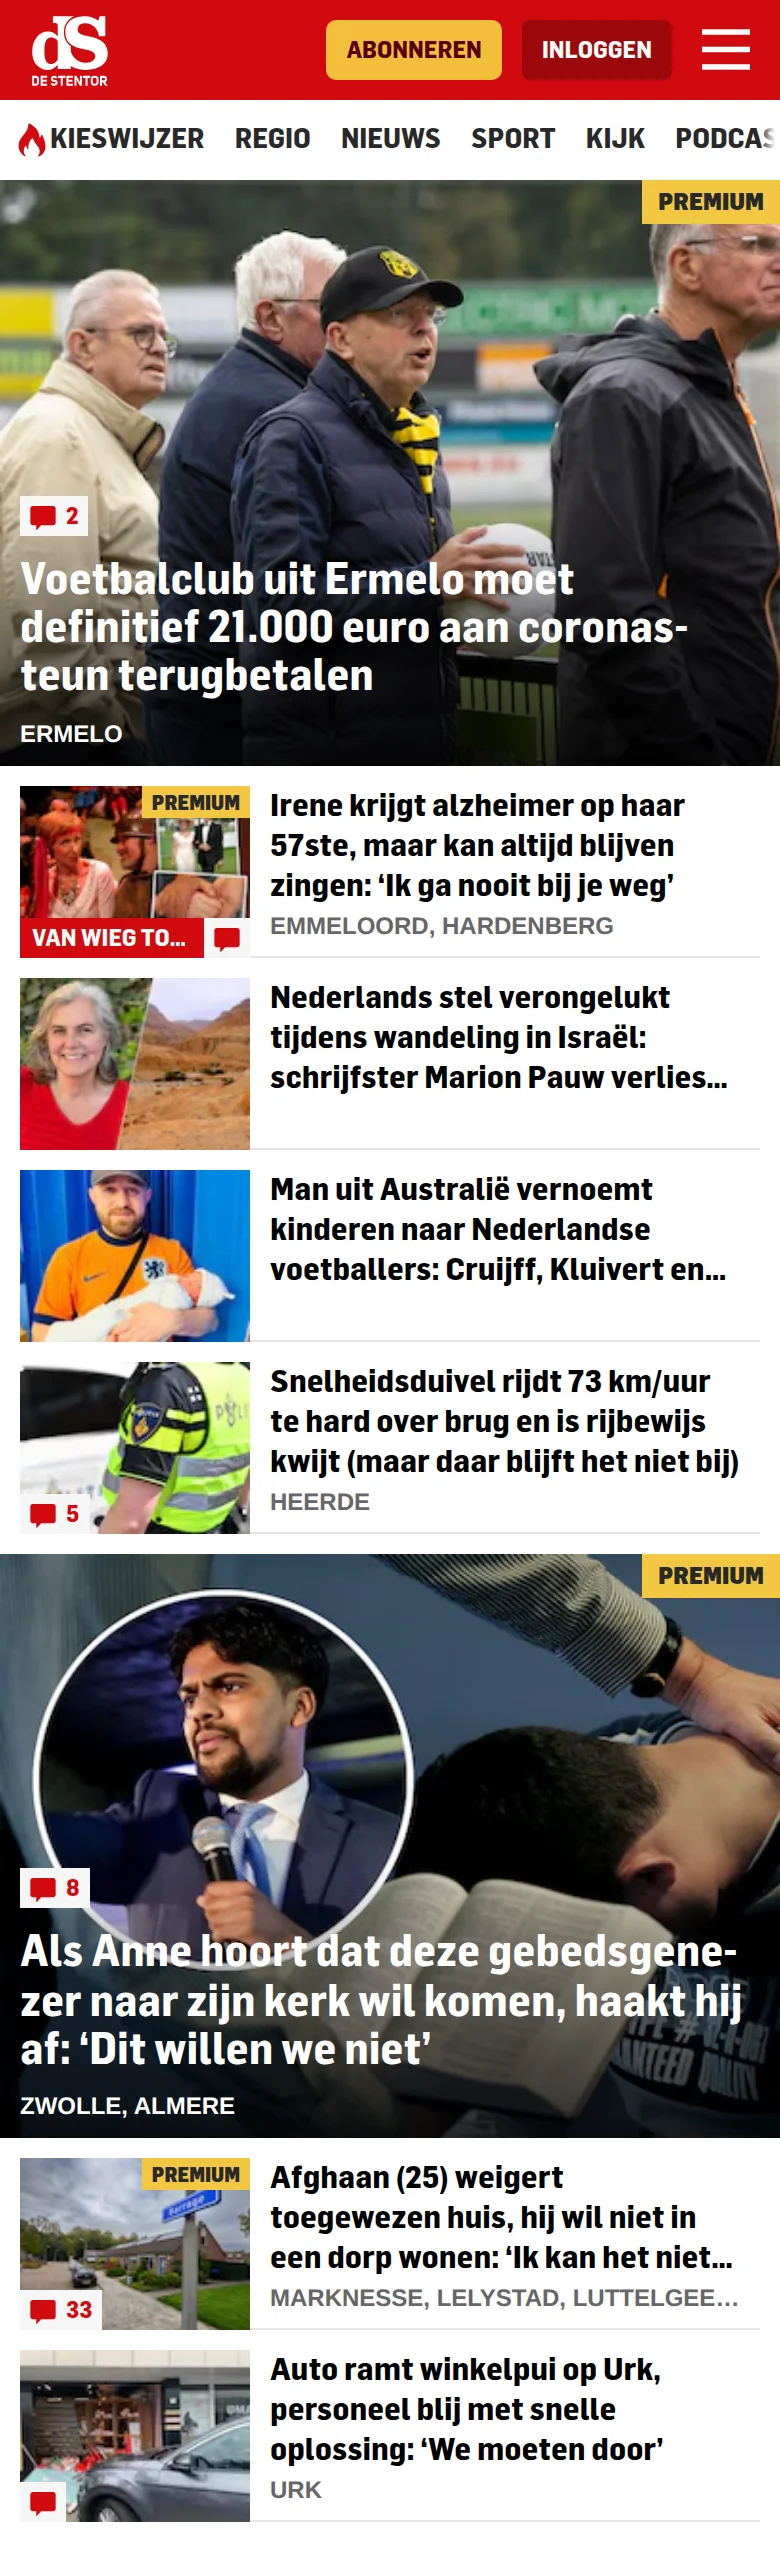 dS
DE STENTOR
ABONNEREN
INLOGGEN
KIESWIJZER REGIO NIEUWS SPORT KIJK PODCAS
PREMIUM
2
Voetbalclub uit Ermelo moet
definitief 21.000 euro aan coronas-
teun terugbetalen
ERMELO
PREMIUM
VAN WIEG TO...
Irene krijgt alzheimer op haar
57ste, maar kan altijd blijven
zingen: ‘Ik ga nooit bij je weg’
EMMELOORD, HARDENBERG
Nederlands stel verongelukt
tijdens wandeling in Israël:
schrijfster Marion Pauw verlies...
Man uit Australië vernoemt
kinderen naar Nederlandse
voetballers: Cruijff, Kluivert en...
5
Snelheidsduivel rijdt 73 km/uur
te hard over brug en is rijbewijs
kwijt (maar daar blijft het niet bij)
HEERDE
PREMIUM
8
Als Anne hoort dat deze gebedsgene-
zer naar zijn kerk wil komen, haakt hij
af: ‘Dit willen we niet’
ZWOLLE, ALMERE
PREMIUM
33
Afghaan (25) weigert
toegewezen huis, hij wil niet in
een dorp wonen: ‘Ik kan het niet...
MARKNESSE, LELYSTAD, LUTTELGEE...
Auto ramt winkelpui op Urk,
personeel blij met snelle
oplossing: ‘We moeten door’
URK